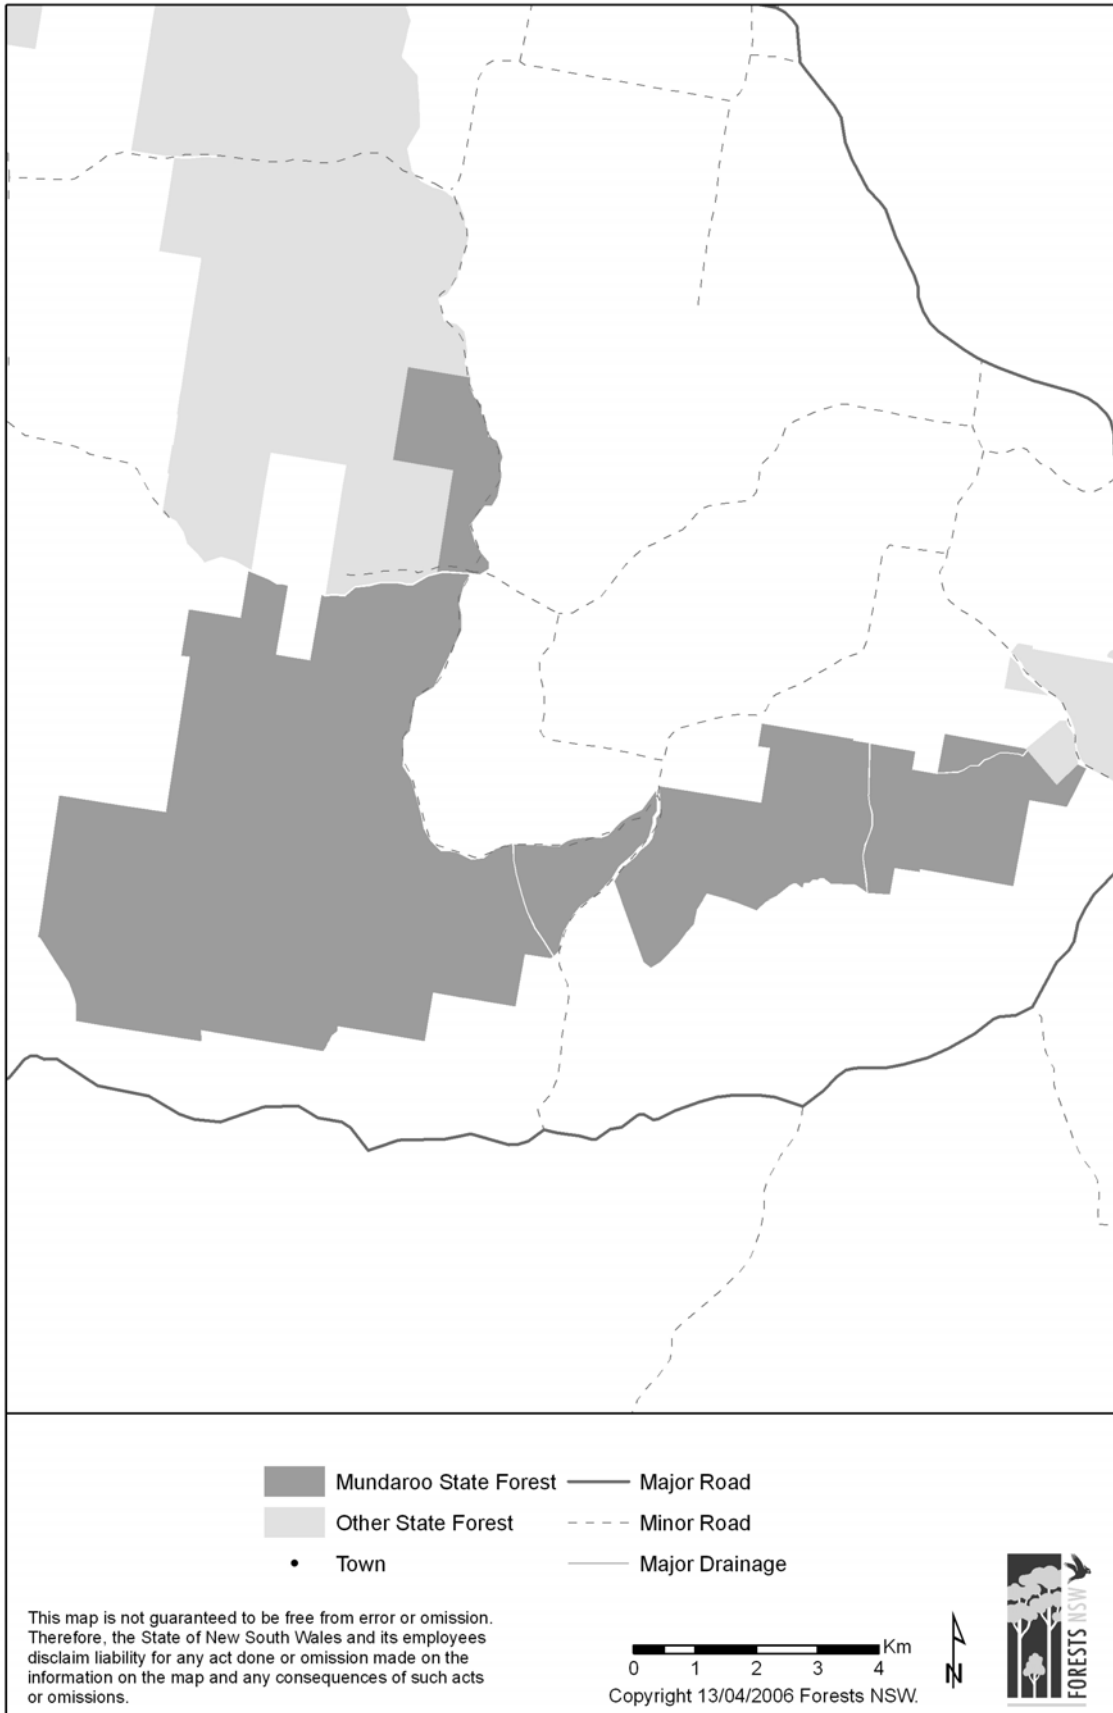 Mundaroo State Forest
Major Road
Other State Forest
Minor Road
Town
Major Drainage
This map is not guaranteed to be free from error or omission.
Therefore, the State of New South Wales and its employees
disclaim liability for any act done or omission made on the
information on the map and any consequences of such acts
or omissions.
Km
0 1 2 3 4
Copyright 13/04/2006 Forests NSW.
N
FORESTS NSW